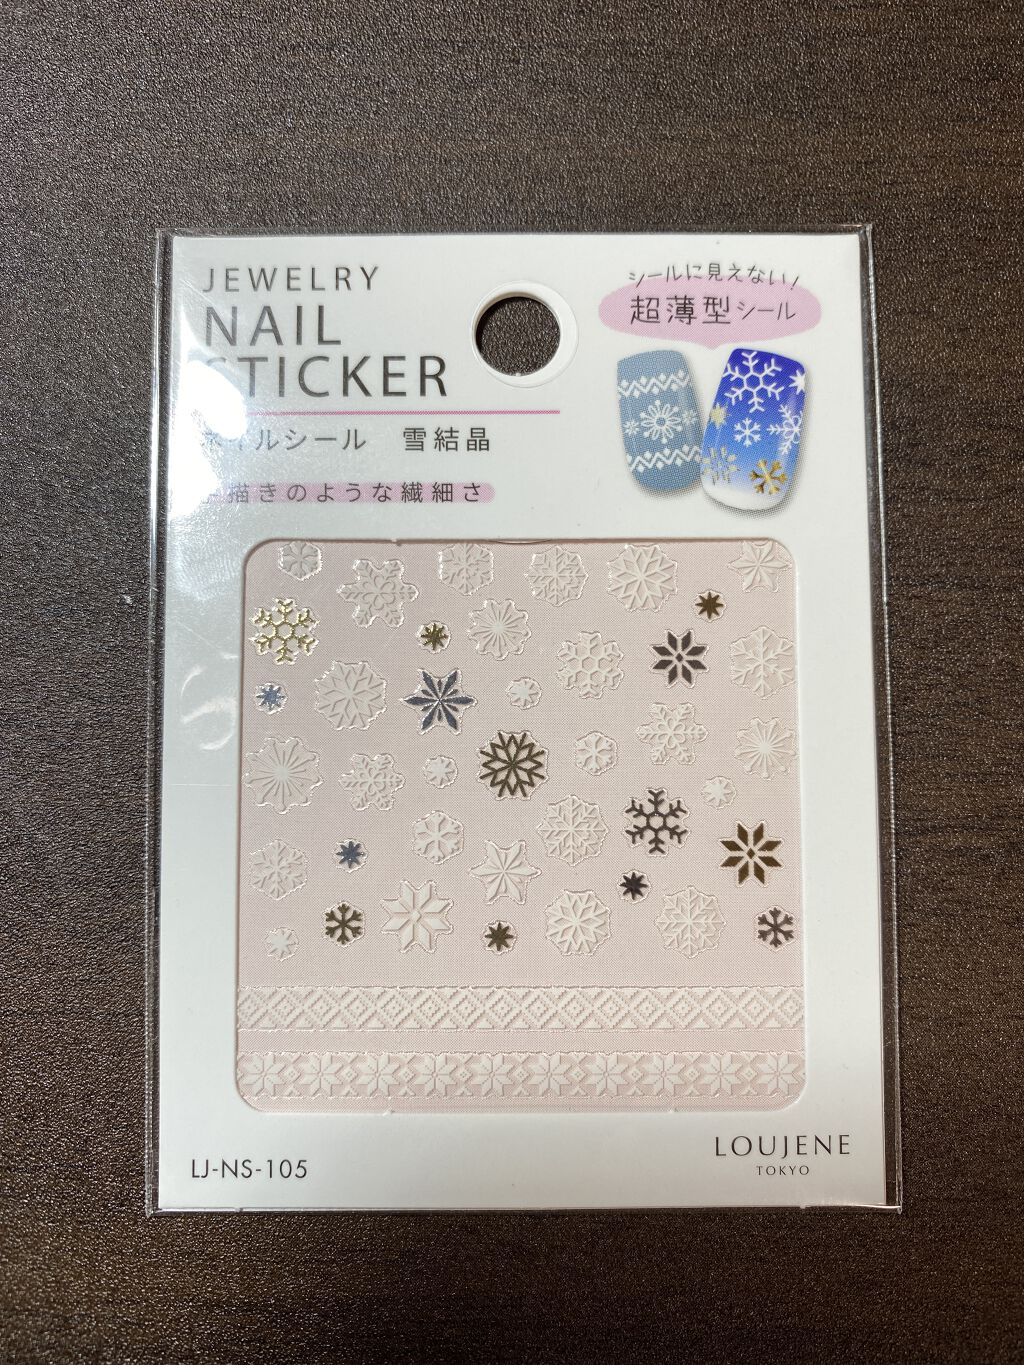 JEWELRY
NAIL
STICKER
ネイルシール 雪結晶
手描きのような繊細さ
シールに見えない!
超薄型シール
LJ-NS-105
LOUJENE
TOKYO